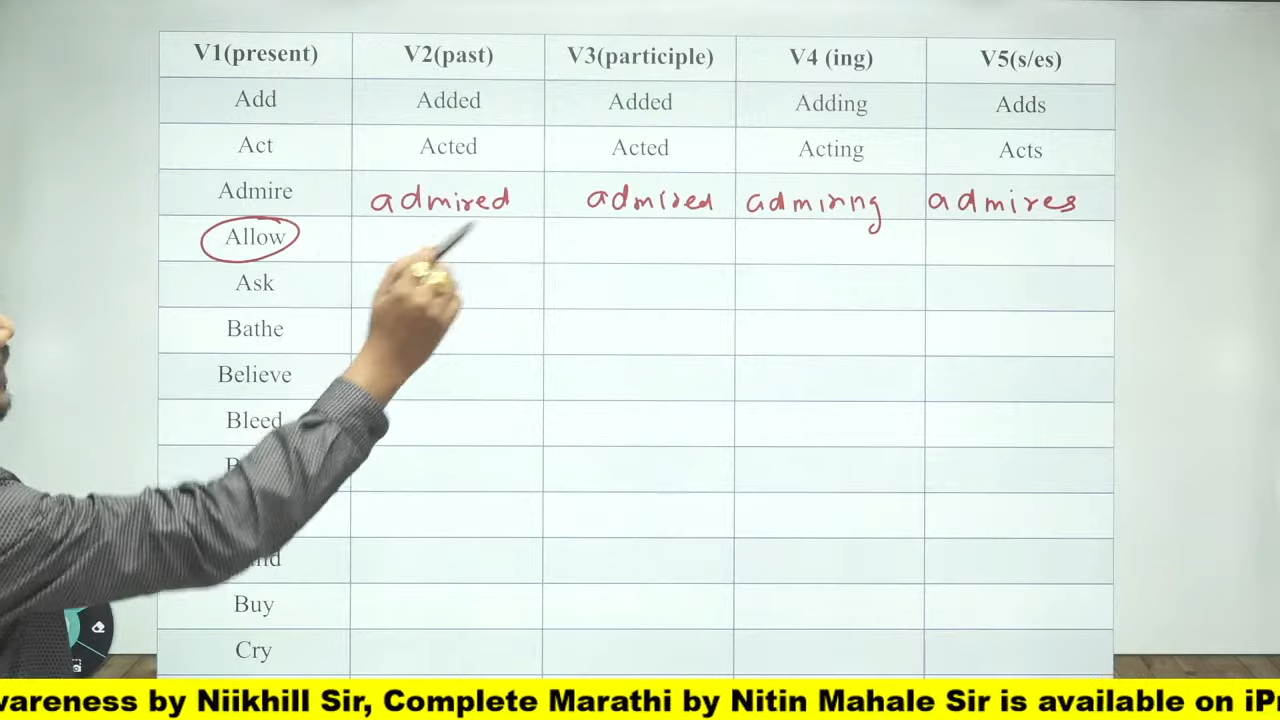 V1(present) V2(past) V3(participle) V4 (ing) V5(s/es)
Add Added Added Adding Adds
Act Acted Acted Acting Acts
Admire admired admired admiring admires
Allow
Ask
Bathe
Believe
Bleed
Buy
Cry
by Niikhill Sir, Complete Marathi by Nitin Mahale Sir is available on